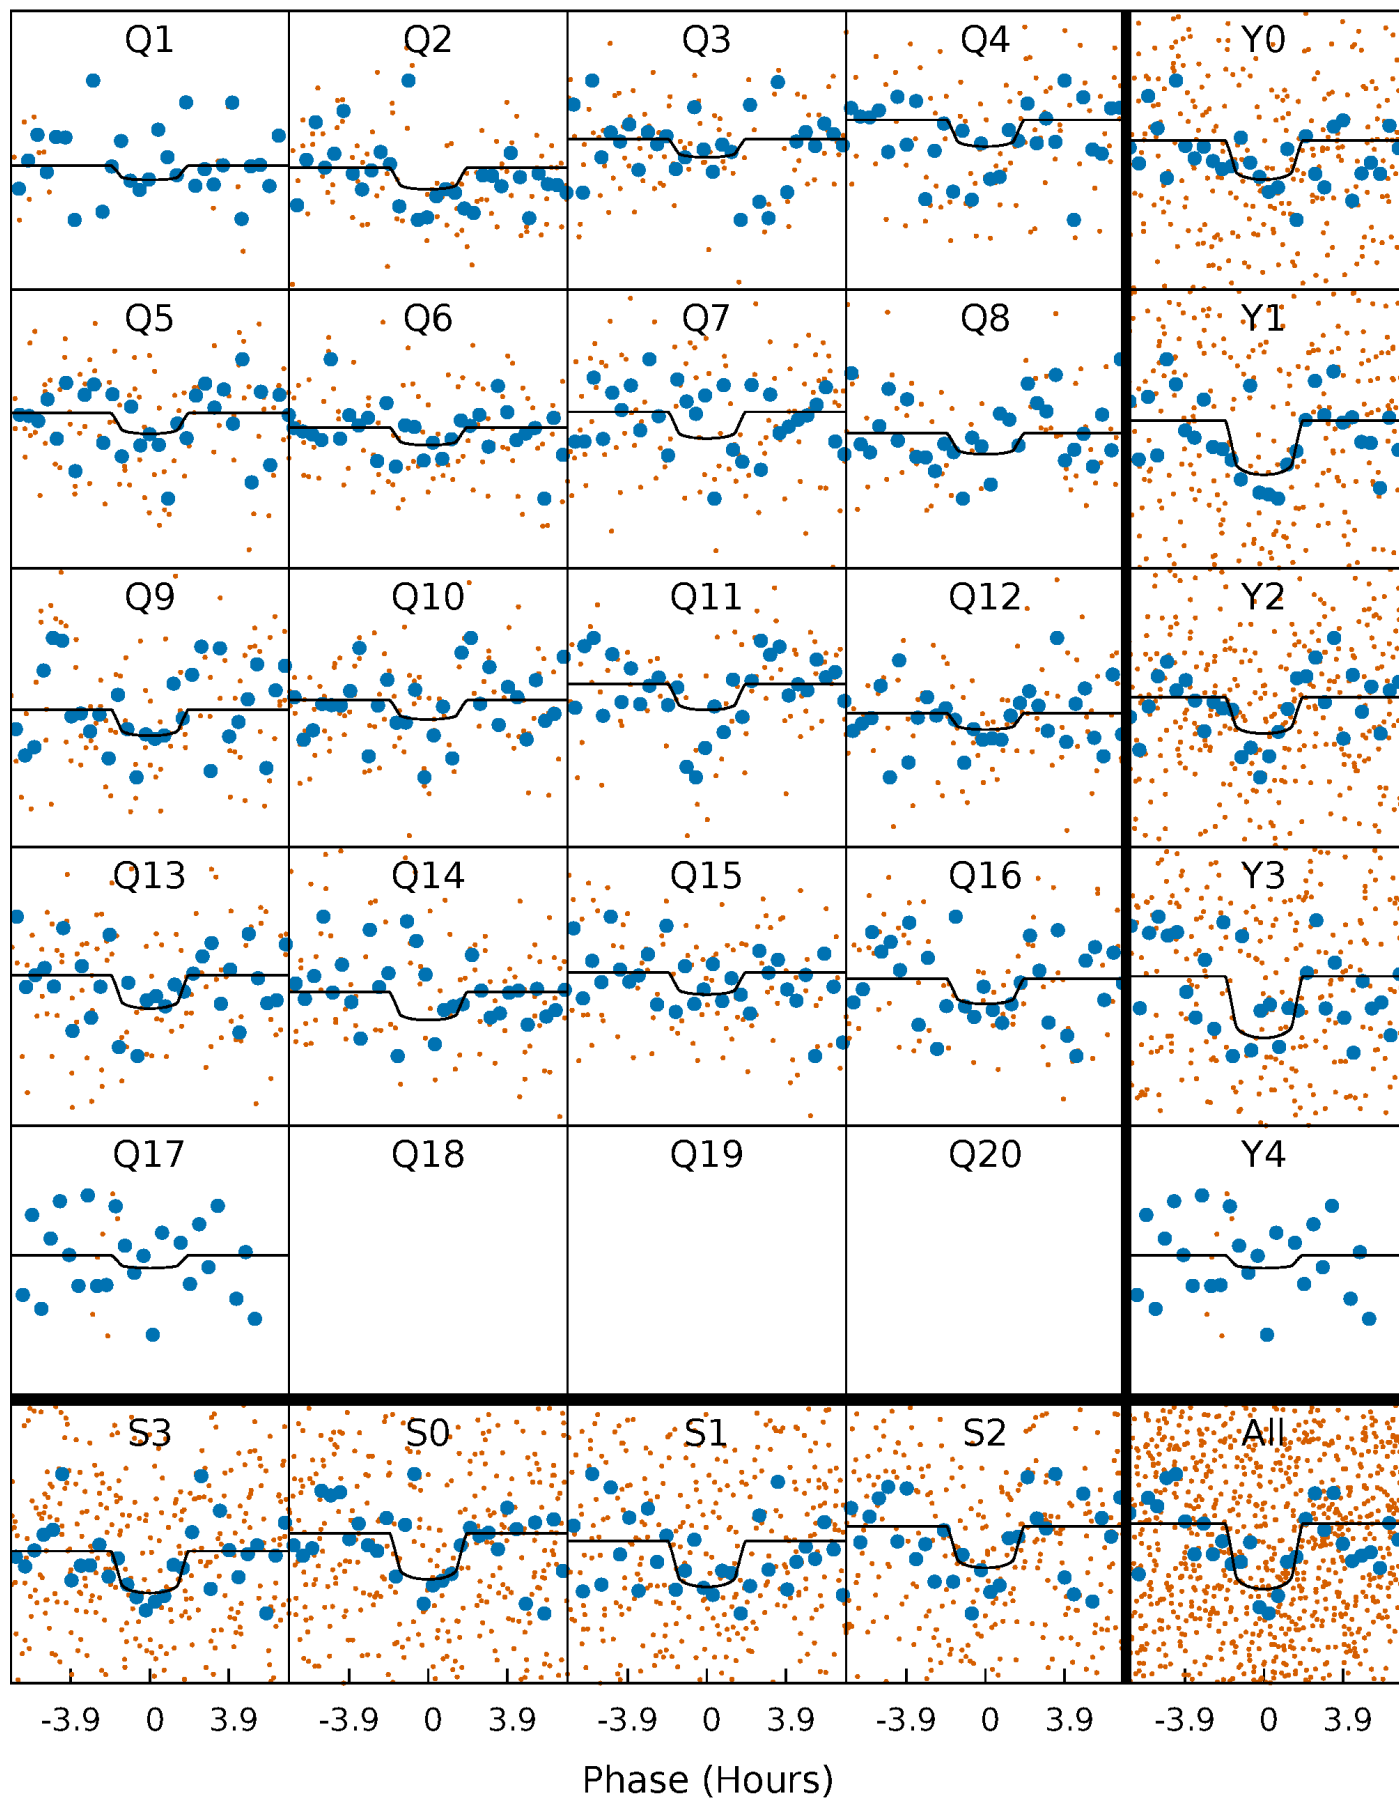 Q1 Q2 Q3 Q4 Y0
Q5 Q6 Q7 Q8 Y1
Q9 Q10 Q11 Q12 Y2
Q13 Q14 Q15 Q16 Y3
Q17 Q18 Q19 Q20 Y4
S3 S0 S1 S2 All
-3.9 0 3.9 -3.9 0 3.9 -3.9 0 3.9 -3.9 0 3.9 -3.9 0 3.9
Phase (Hours)